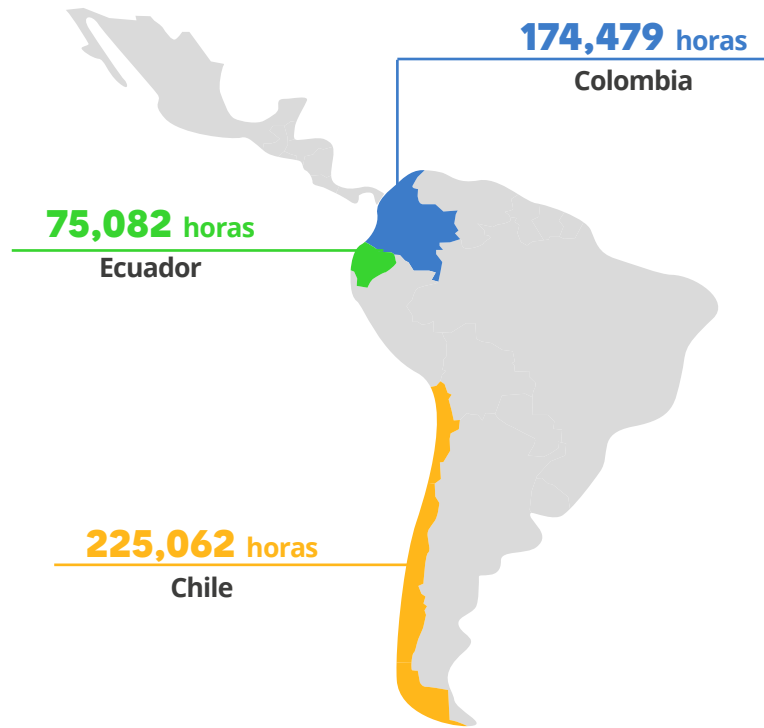 174,479 horas
Colombia
75,082 horas
Ecuador
225,062 horas
Chile